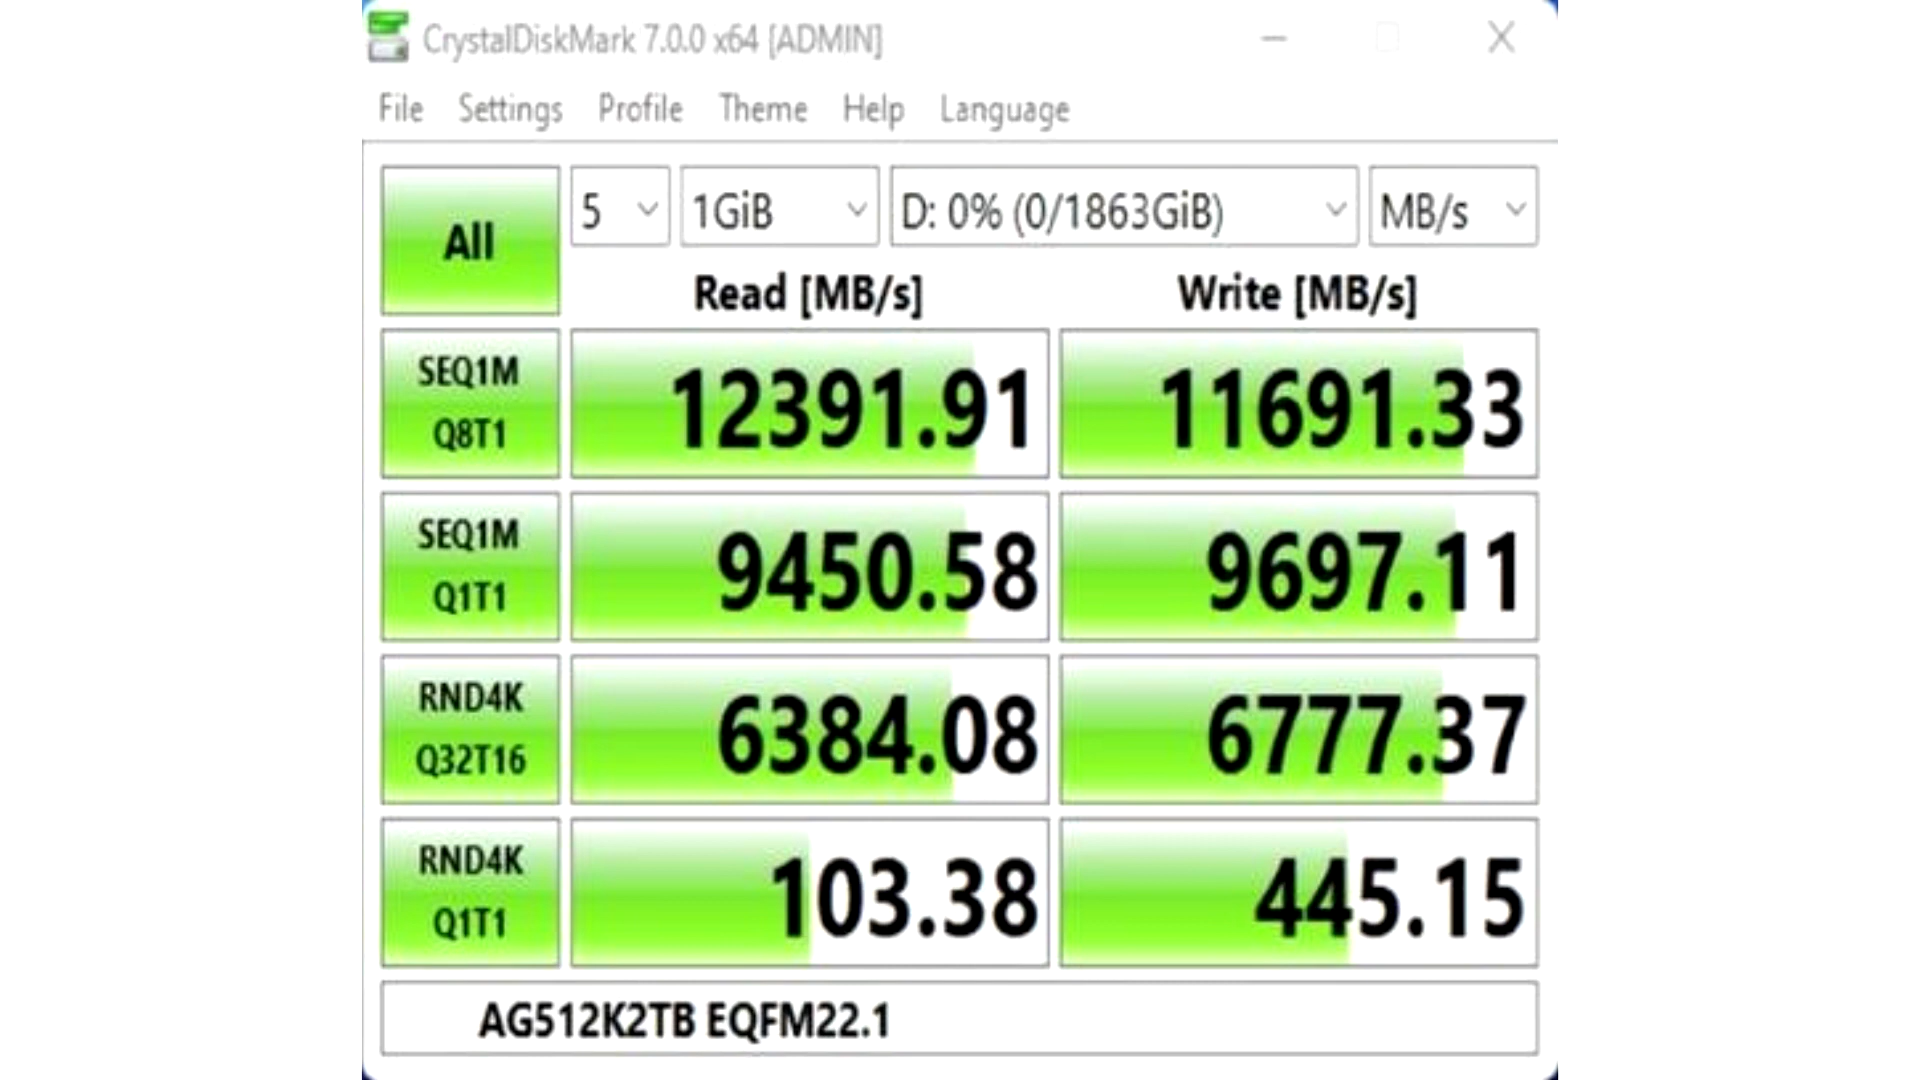 CrystalDiskMark 7.0.0 x64 [ADMIN]
File Settings Profile Theme Help Language
All 5 1GiB D: 0% (0/1863GiB) MB/s
Read [MB/s] Write [MB/s]
SEQ1M
Q8T1
12391.91 11691.33
SEQ1M
Q1T1
9450.58 9697.11
RND4K
Q32T16
6384.08 6777.37
RND4K
Q1T1
103.38 445.15
AG512K2TB EQFM22.1